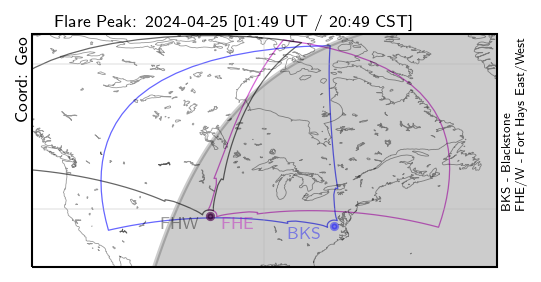 Flare Peak: 2024-04-25 [01:49 UT / 20:49 CST]
Coord: Geo
FHW
FHE
BKS
BKS - Blackstone
FHE/W - Fort Hays East/West